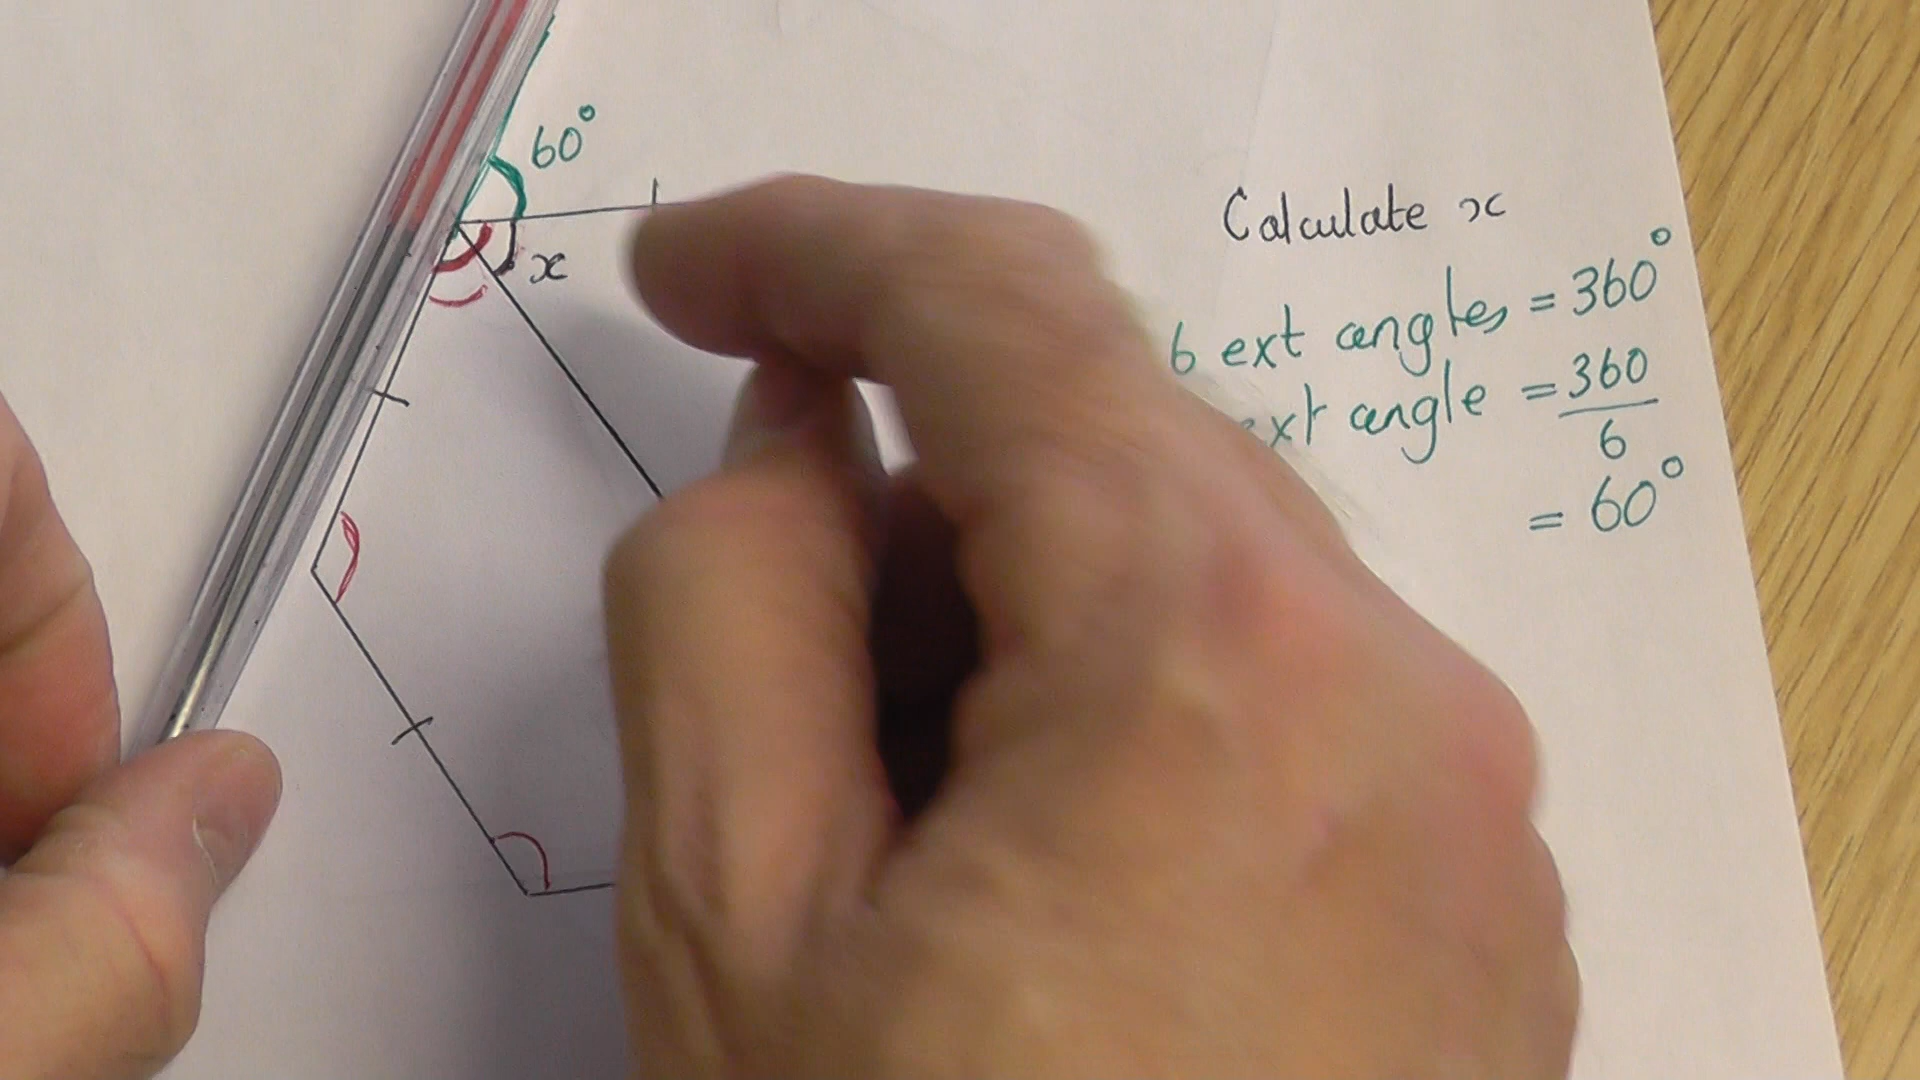 60°
x
Calculate x
6 ext angles = 360°
angle = 360
6
= 60°